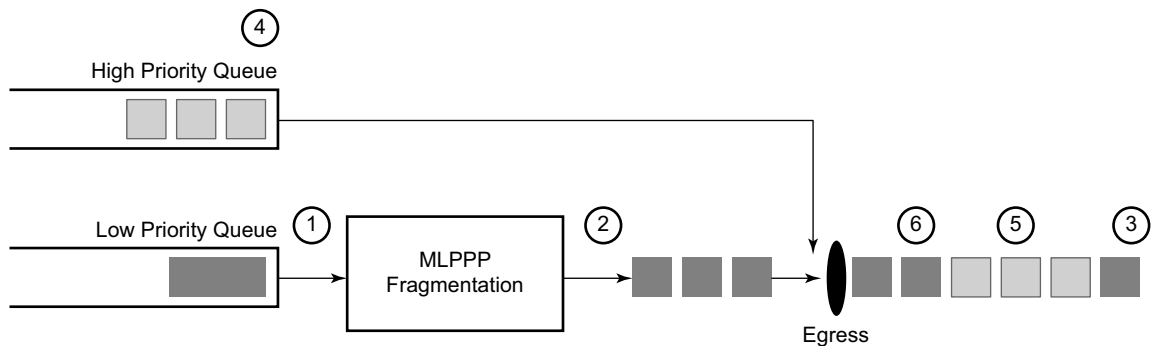 4
High Priority Queue
Low Priority Queue
1
MLPPP
Fragmentation
2
6
5
3
Egress